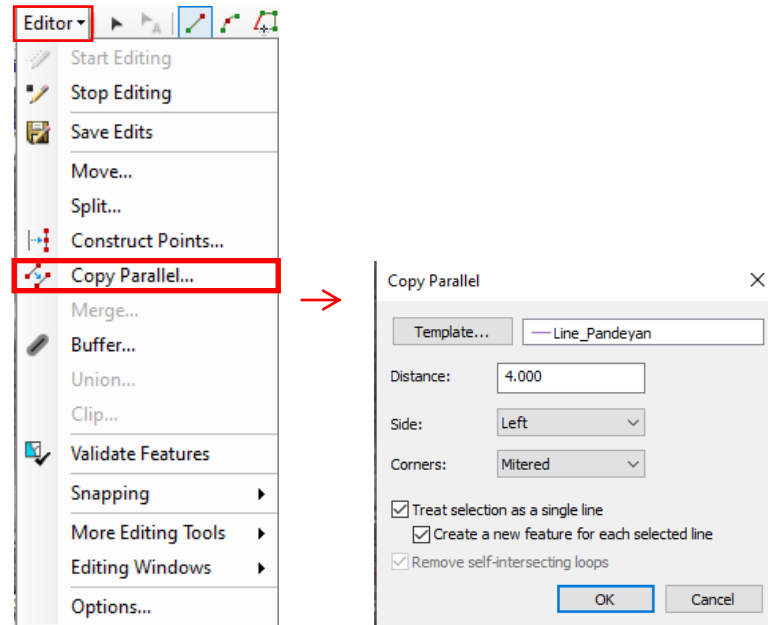 Editor
Start Editing
Stop Editing
Save Edits
Move...
Split...
Construct Points...
Copy Parallel...
Merge...
Buffer...
Union...
Clip...
Validate Features
Snapping
More Editing Tools
Editing Windows
Options...
Copy Parallel
Template... Line_Pandeyan
Distance: 4.000
Side: Left
Corners: Mitered
Treat selection as a single line
Create a new feature for each selected line
Remove self-intersecting loops
OK Cancel